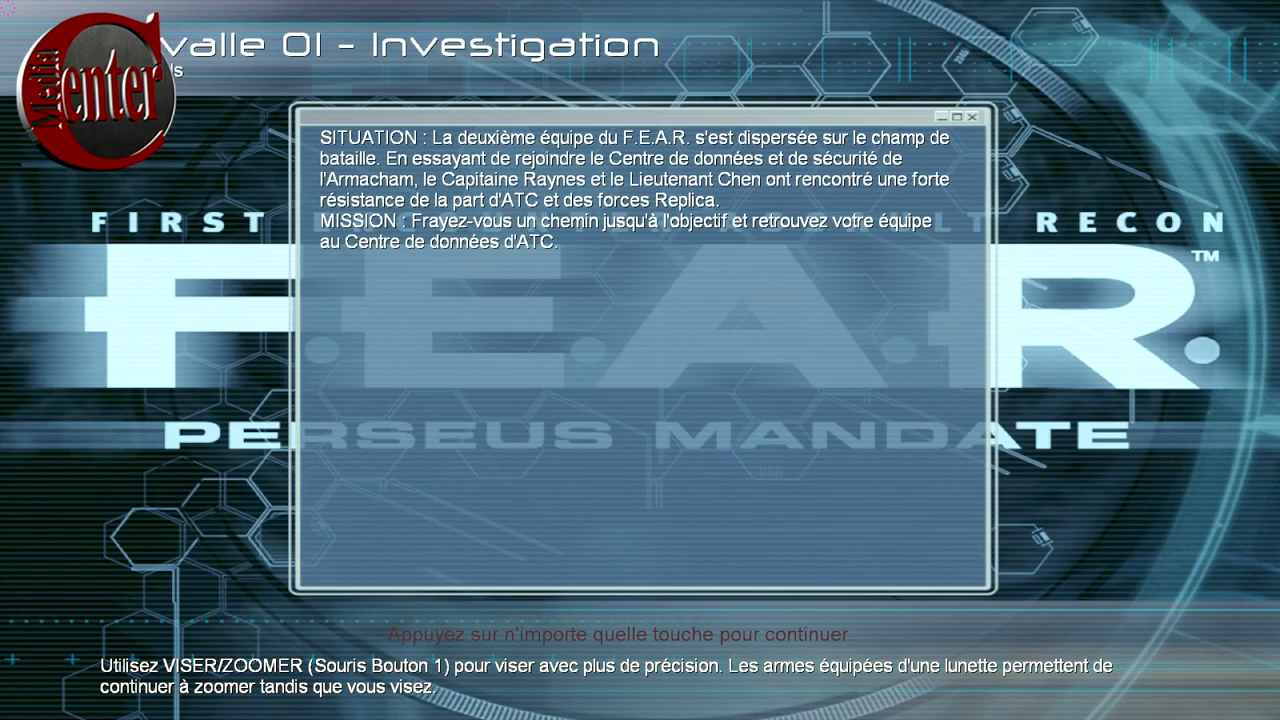 valle 01 - Investigation
ls
Media
Center
SITUATION : La deuxième équipe du F.E.A.R. s'est dispersée sur le champ de
bataille. En essayant de rejoindre le Centre de données et de sécurité de
l'Armacham, le Capitaine Raynes et le Lieutenant Chen ont rencontré une forte
résistance de la part d'ATC et des forces Replica.
MISSION : Frayez-vous un chemin jusqu'à l'objectif et retrouvez votre équipe
au Centre de données d'ATC.
FIRST RECON
F.E.A.R.™
PERSEUS MANDATE
Appuyez sur n'importe quelle touche pour continuer.
Utilisez VISER/ZOOMER (Souris Bouton 1) pour viser avec plus de précision. Les armes équipées d'une lunette permettent de
continuer à zoomer tandis que vous visez.